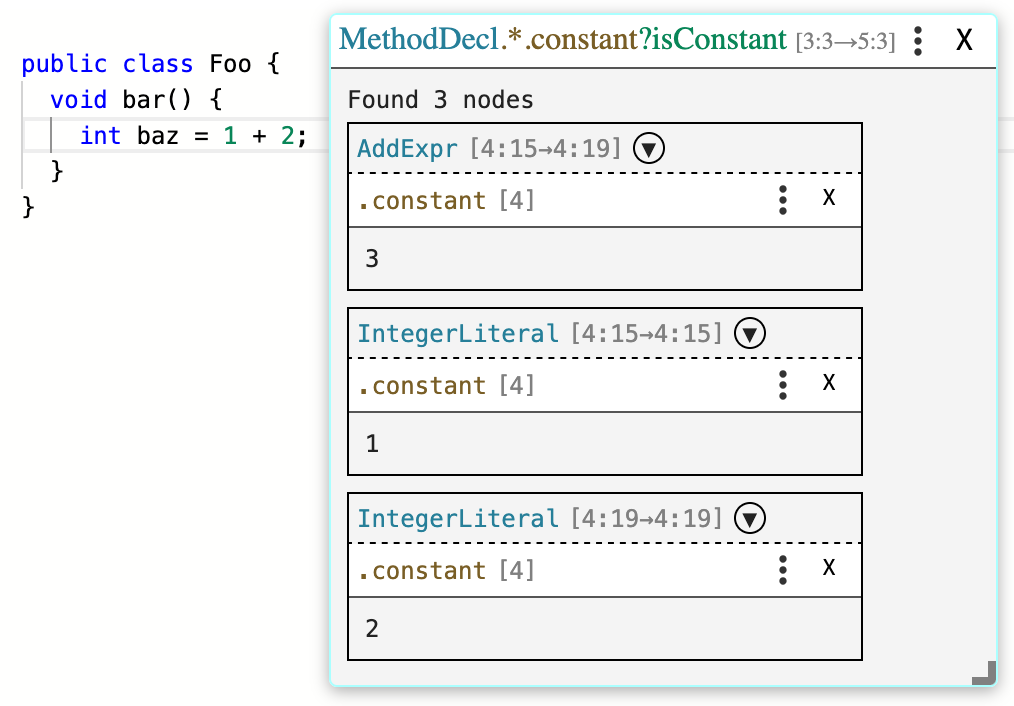 public class Foo {
void bar() {
int baz = 1 + 2;
}
}
MethodDecl.*.constant?isConstant [3:3→5:3] ⋮ X
Found 3 nodes
AddExpr [4:15→4:19] ▼
.constant [4] ⋮ X
3
IntegerLiteral [4:15→4:15] ▼
.constant [4] ⋮ X
1
IntegerLiteral [4:19→4:19] ▼
.constant [4] ⋮ X
2